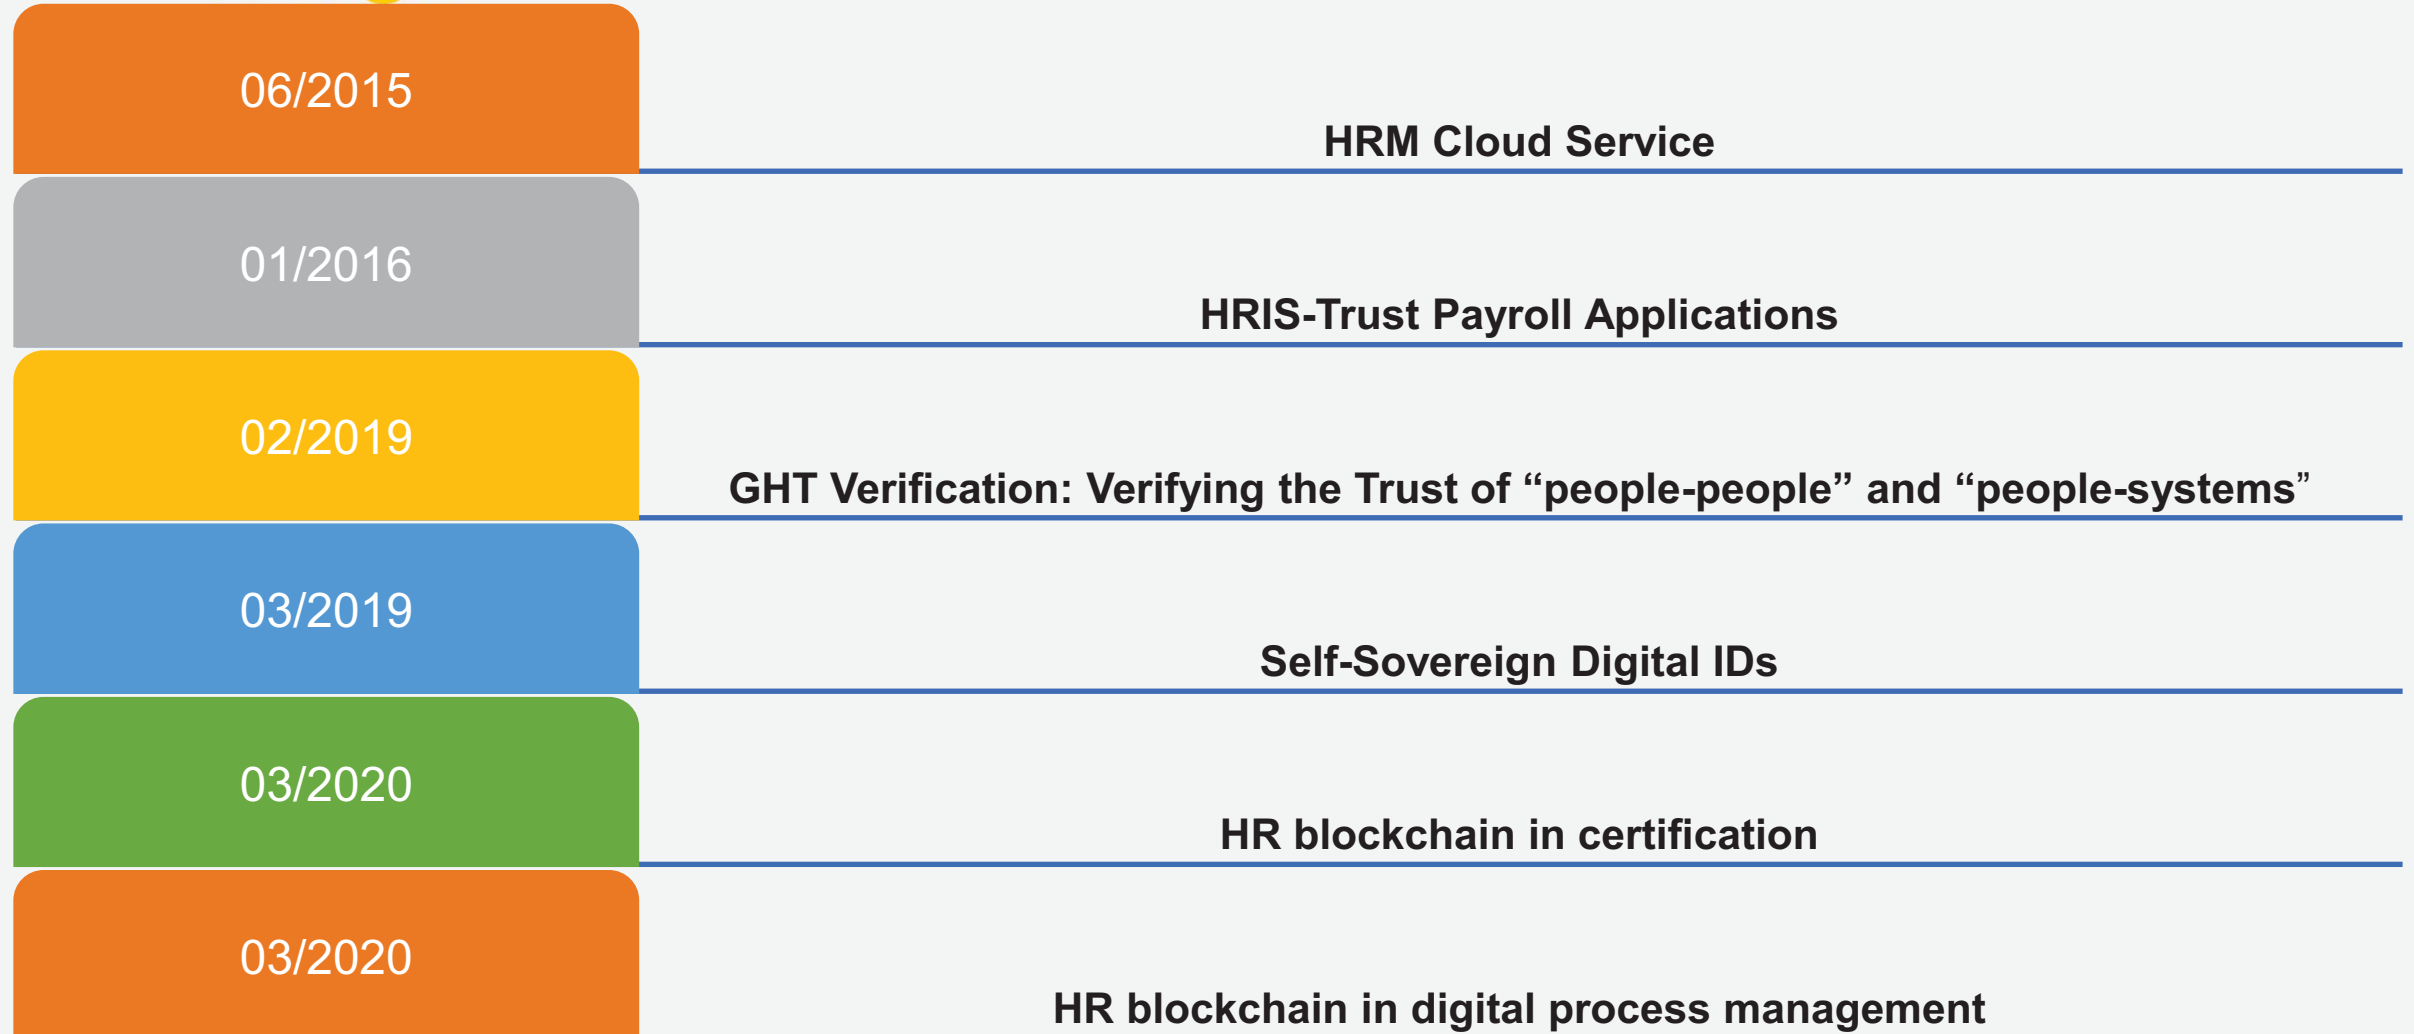 06/2015
HRM Cloud Service
01/2016
HRIS-Trust Payroll Applications
02/2019
GHT Verification: Verifying the Trust of “people-people” and “people-systems”
03/2019
Self-Sovereign Digital IDs
03/2020
HR blockchain in certification
03/2020
HR blockchain in digital process management